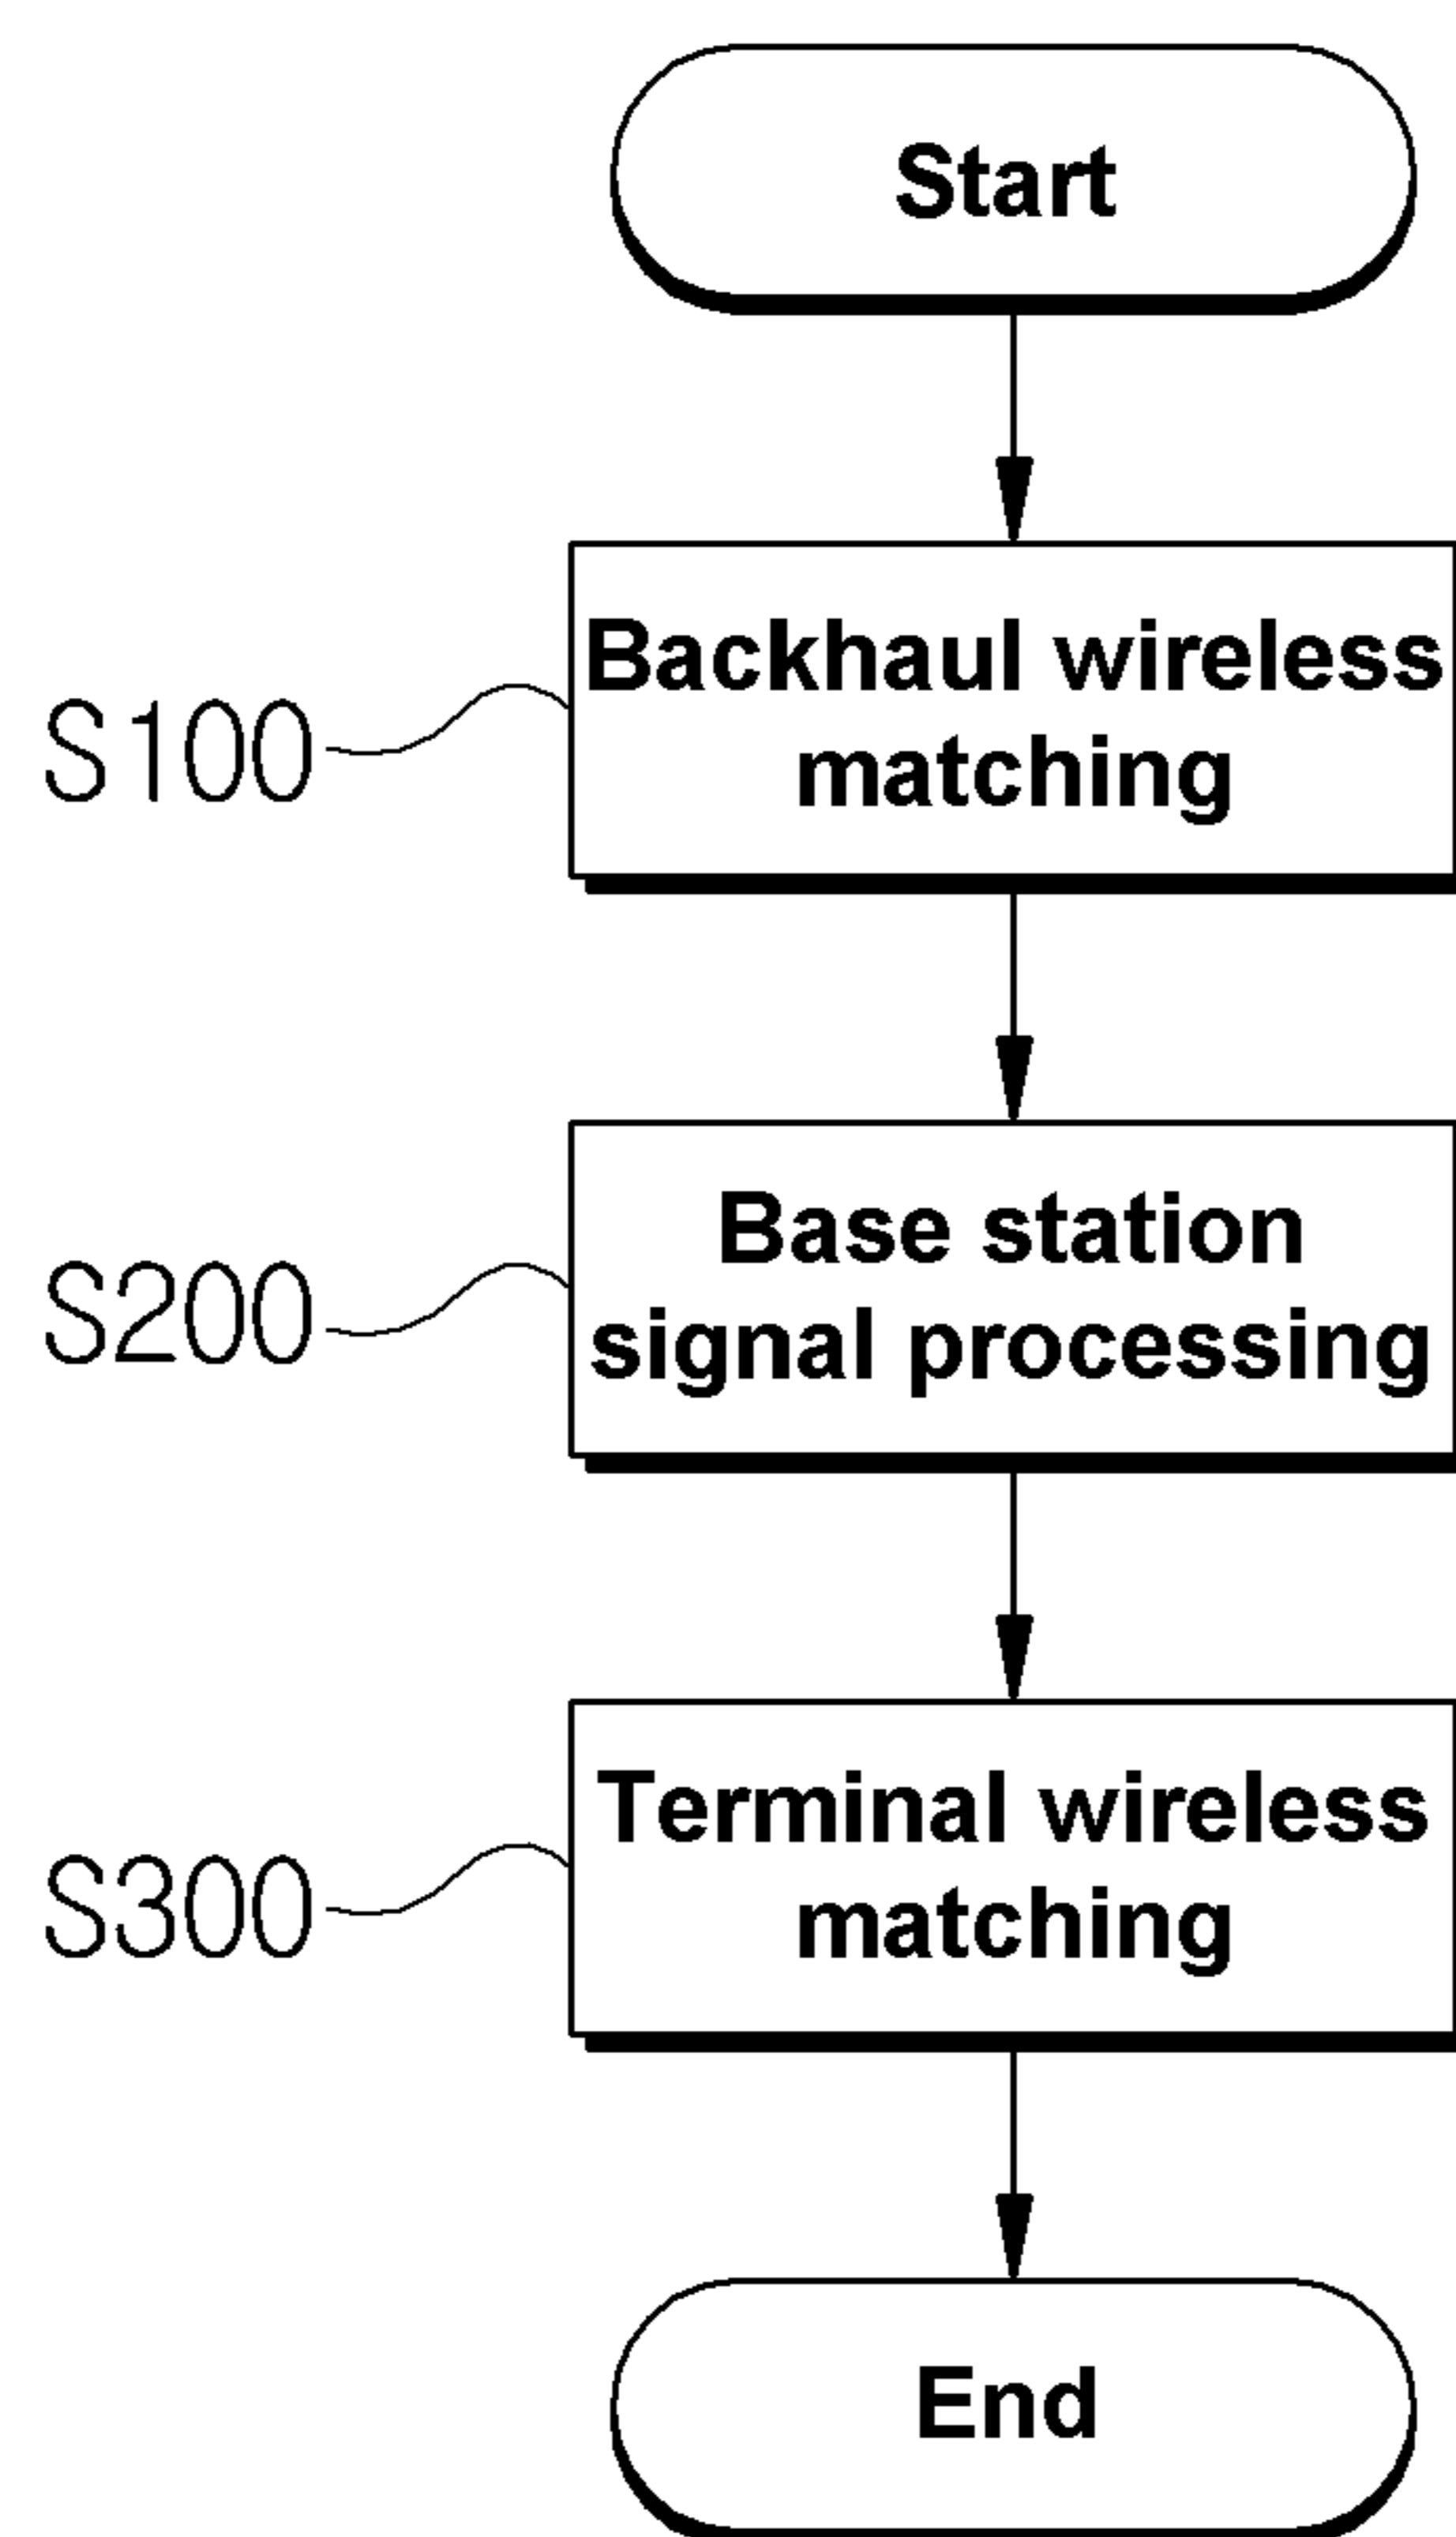 Start
Backhaul wireless
matching
S100
Base station
signal processing
S200
Terminal wireless
matching
S300
End